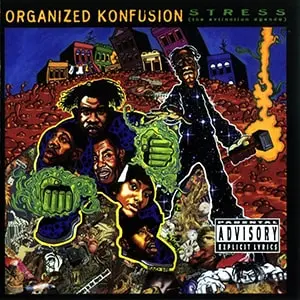 ORGANIZED KONFUSION
STRESS
(the extinction agenda)
PARENTAL
ADVISORY
EXPLICIT LYRICS